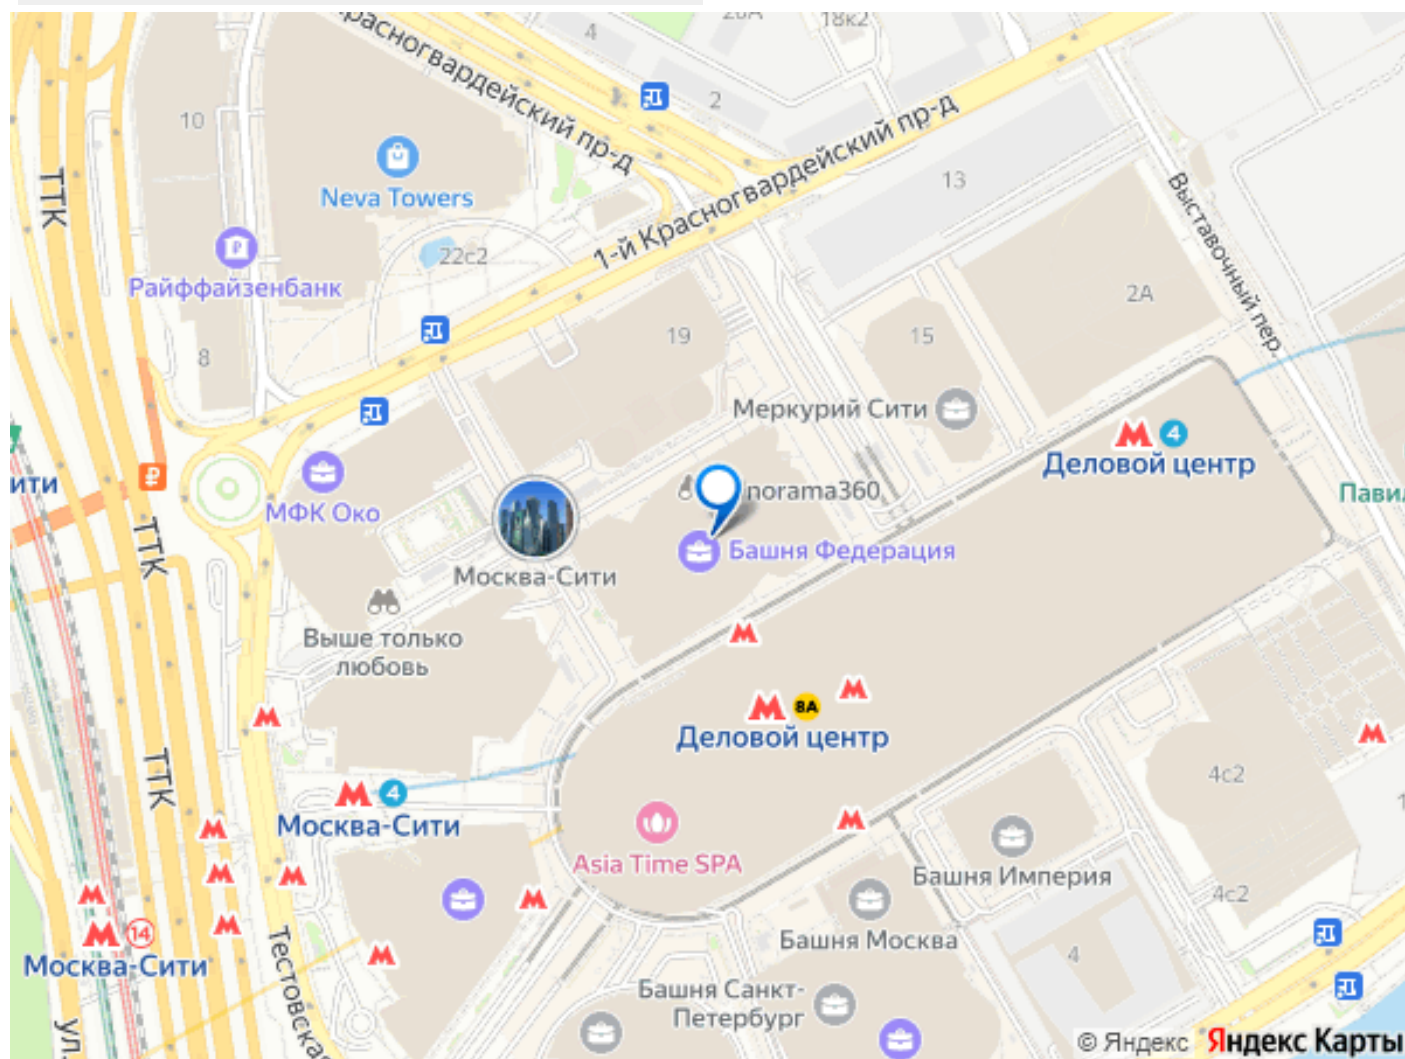 18к2
4
Красногвардейский пр-д
2
10
1-й Красногвардейский пр-д
13
ТТК
Neva Towers
Выставочный пер.
22с2
Райффайзенбанк
2А
19
15
8
Меркурий Сити
4
Деловой центр
ити
norama360
МФК Око
Башня Федерация
ТТК
Москва-Сити
Выше только
любовь
8А
Деловой центр
ТТК
4с2
4
Москва-Сити
Asia Time SPA
Башня Империя
4с2
14
Башня Москва
4
Москва-Сити
Башня Санкт-
Петербург
ул.
© Яндекс Яндекс Карты